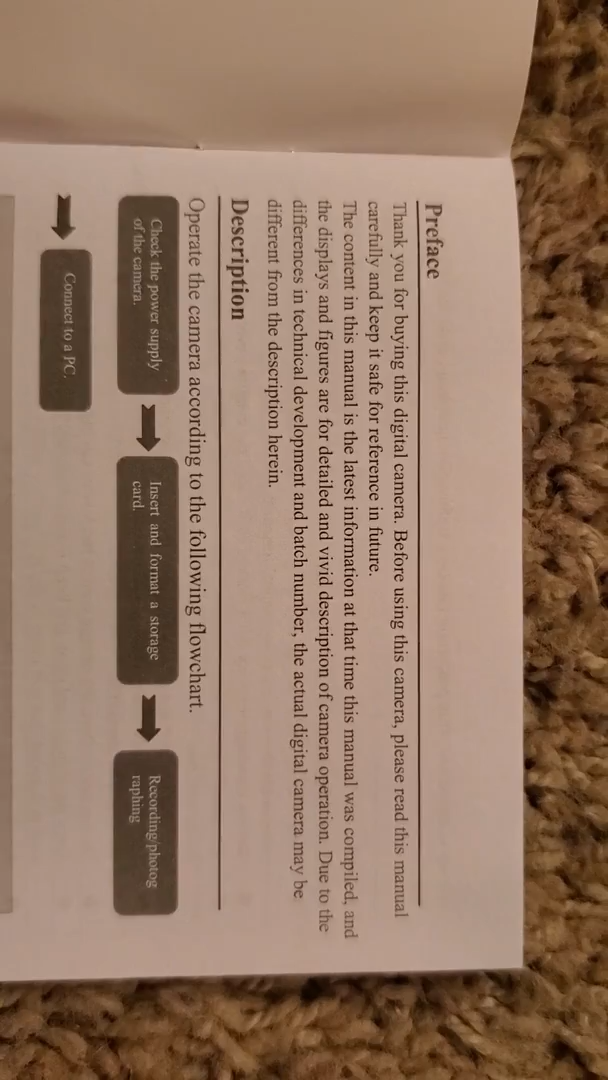 Preface
Thank you for buying this digital camera. Before using this camera, please read this manual
carefully and keep it safe for reference in future.
The content in this manual is the latest information at that time this manual was compiled, and
the displays and figures are for detailed and vivid description of camera operation. Due to the
differences in technical development and batch number, the actual digital camera may be
different from the description herein.
Description
Operate the camera according to the following flowchart.
Check the power supply
of the camera.
Insert and format a storage
card.
Recording/photog
raphing
Connect to a PC.